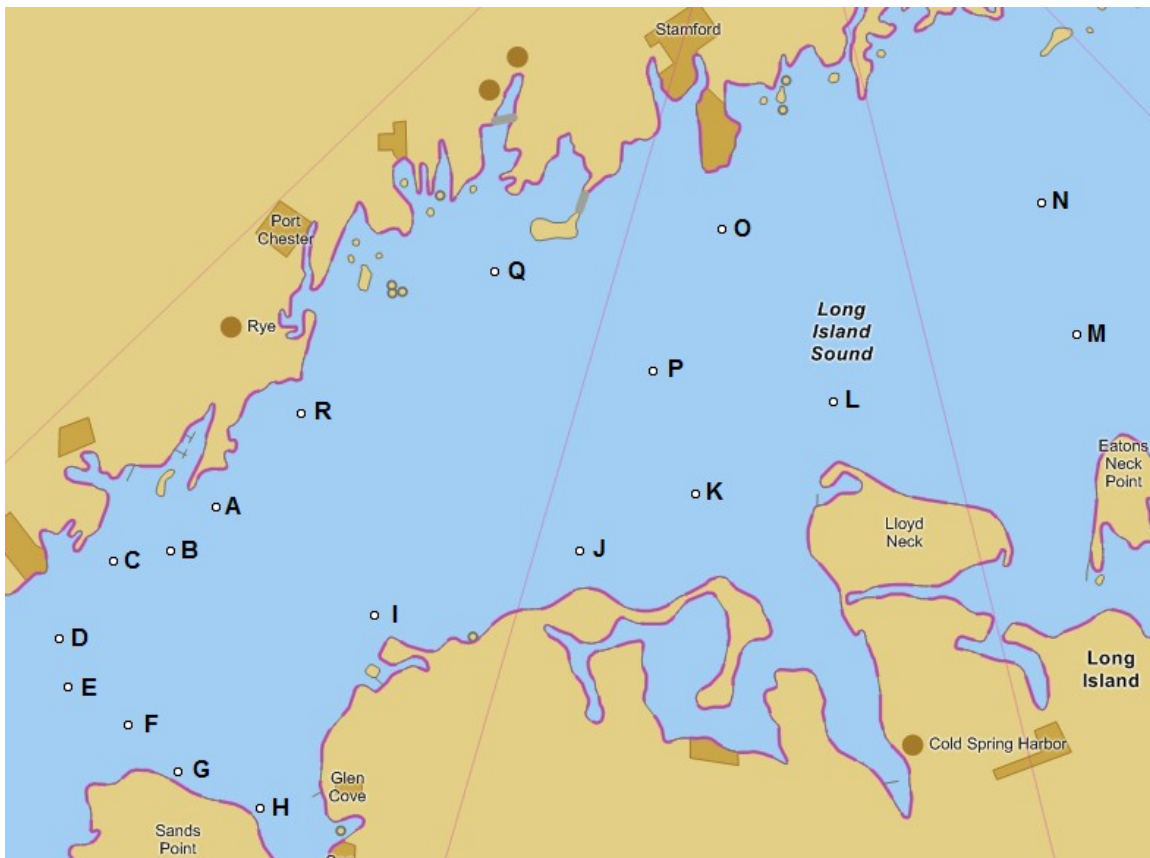 Stamford
N
Port
Chester
O
Q
Long
Island
Sound
Rye
M
P
L
R
Eatons
Neck
Point
K
A
Lloyd
Neck
B
J
C
I
D
Long
Island
E
F
Cold Spring Harbor
G
Glen
Cove
H
Sands
Point